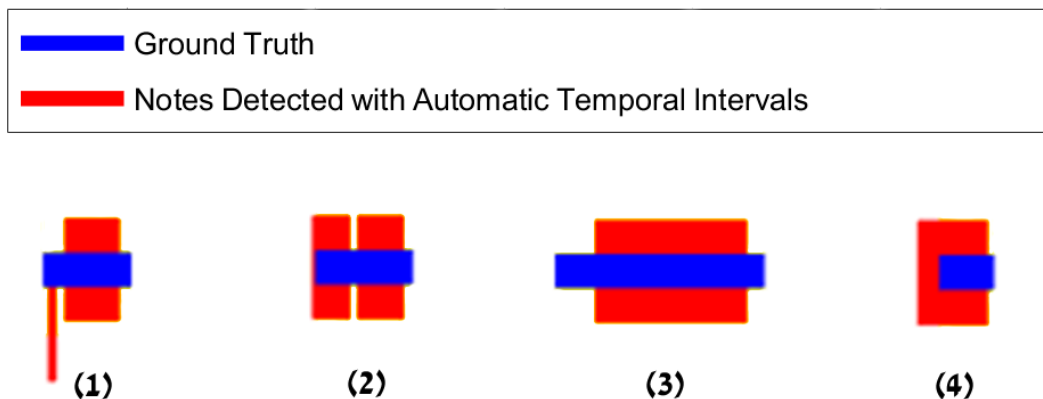 Ground Truth
Notes Detected with Automatic Temporal Intervals
(1) (2) (3) (4)